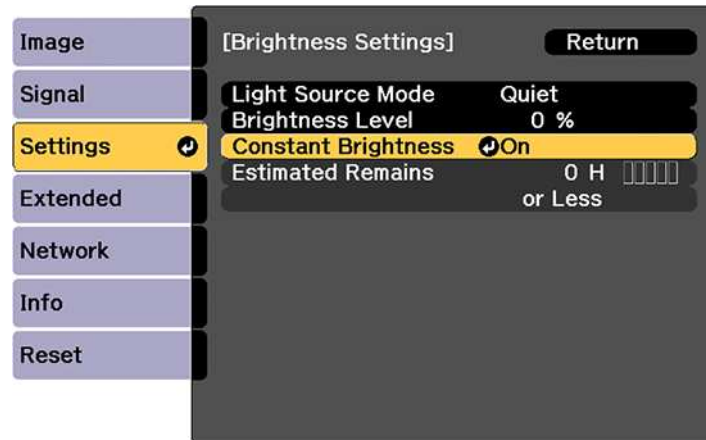 Image
Signal
Settings
Extended
Network
Info
Reset
[Brightness Settings] Return
Light Source Mode Quiet
Brightness Level 0 %
Constant Brightness On
Estimated Remains 0 H
or Less